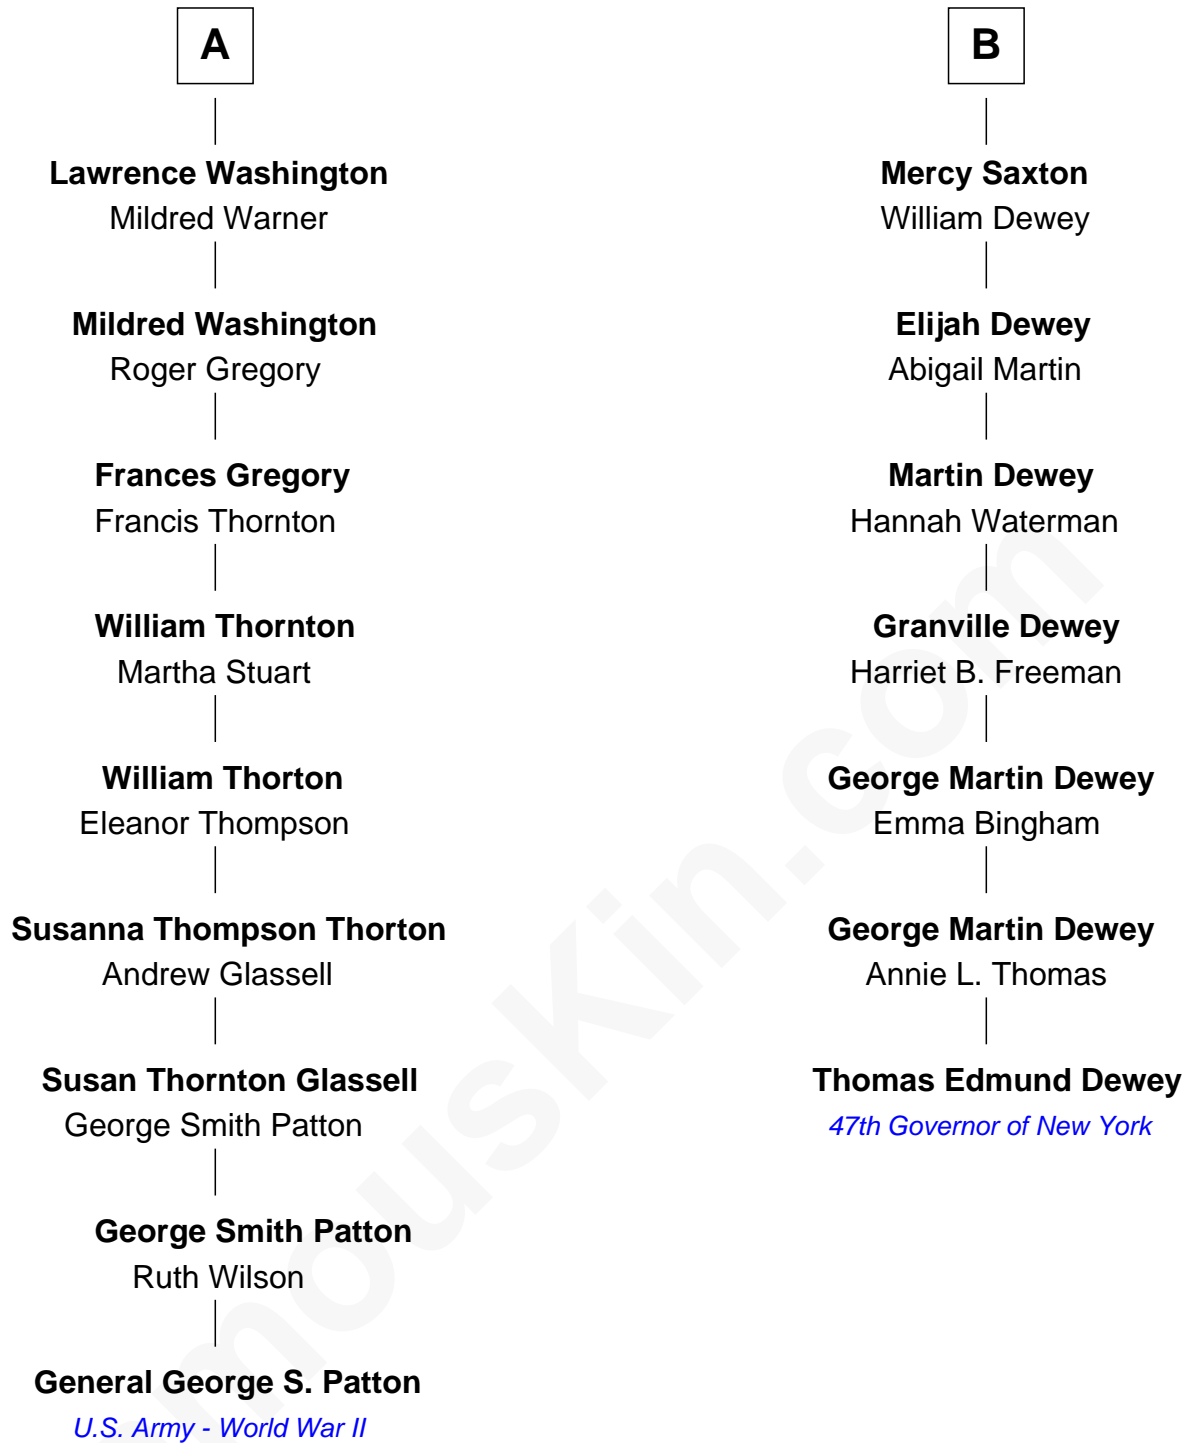 A
Lawrence Washington
Mildred Warner
Mildred Washington
Roger Gregory
Frances Gregory
Francis Thornton
William Thornton
Martha Stuart
William Thorton
Eleanor Thompson
Susanna Thompson Thorton
Andrew Glassell
Susan Thornton Glassell
George Smith Patton
George Smith Patton
Ruth Wilson
General George S. Patton
U.S. Army - World War II
B
Mercy Saxton
William Dewey
Elijah Dewey
Abigail Martin
Martin Dewey
Hannah Waterman
Granville Dewey
Harriet B. Freeman
George Martin Dewey
Emma Bingham
George Martin Dewey
Annie L. Thomas
Thomas Edmund Dewey
47th Governor of New York
mouskin.com